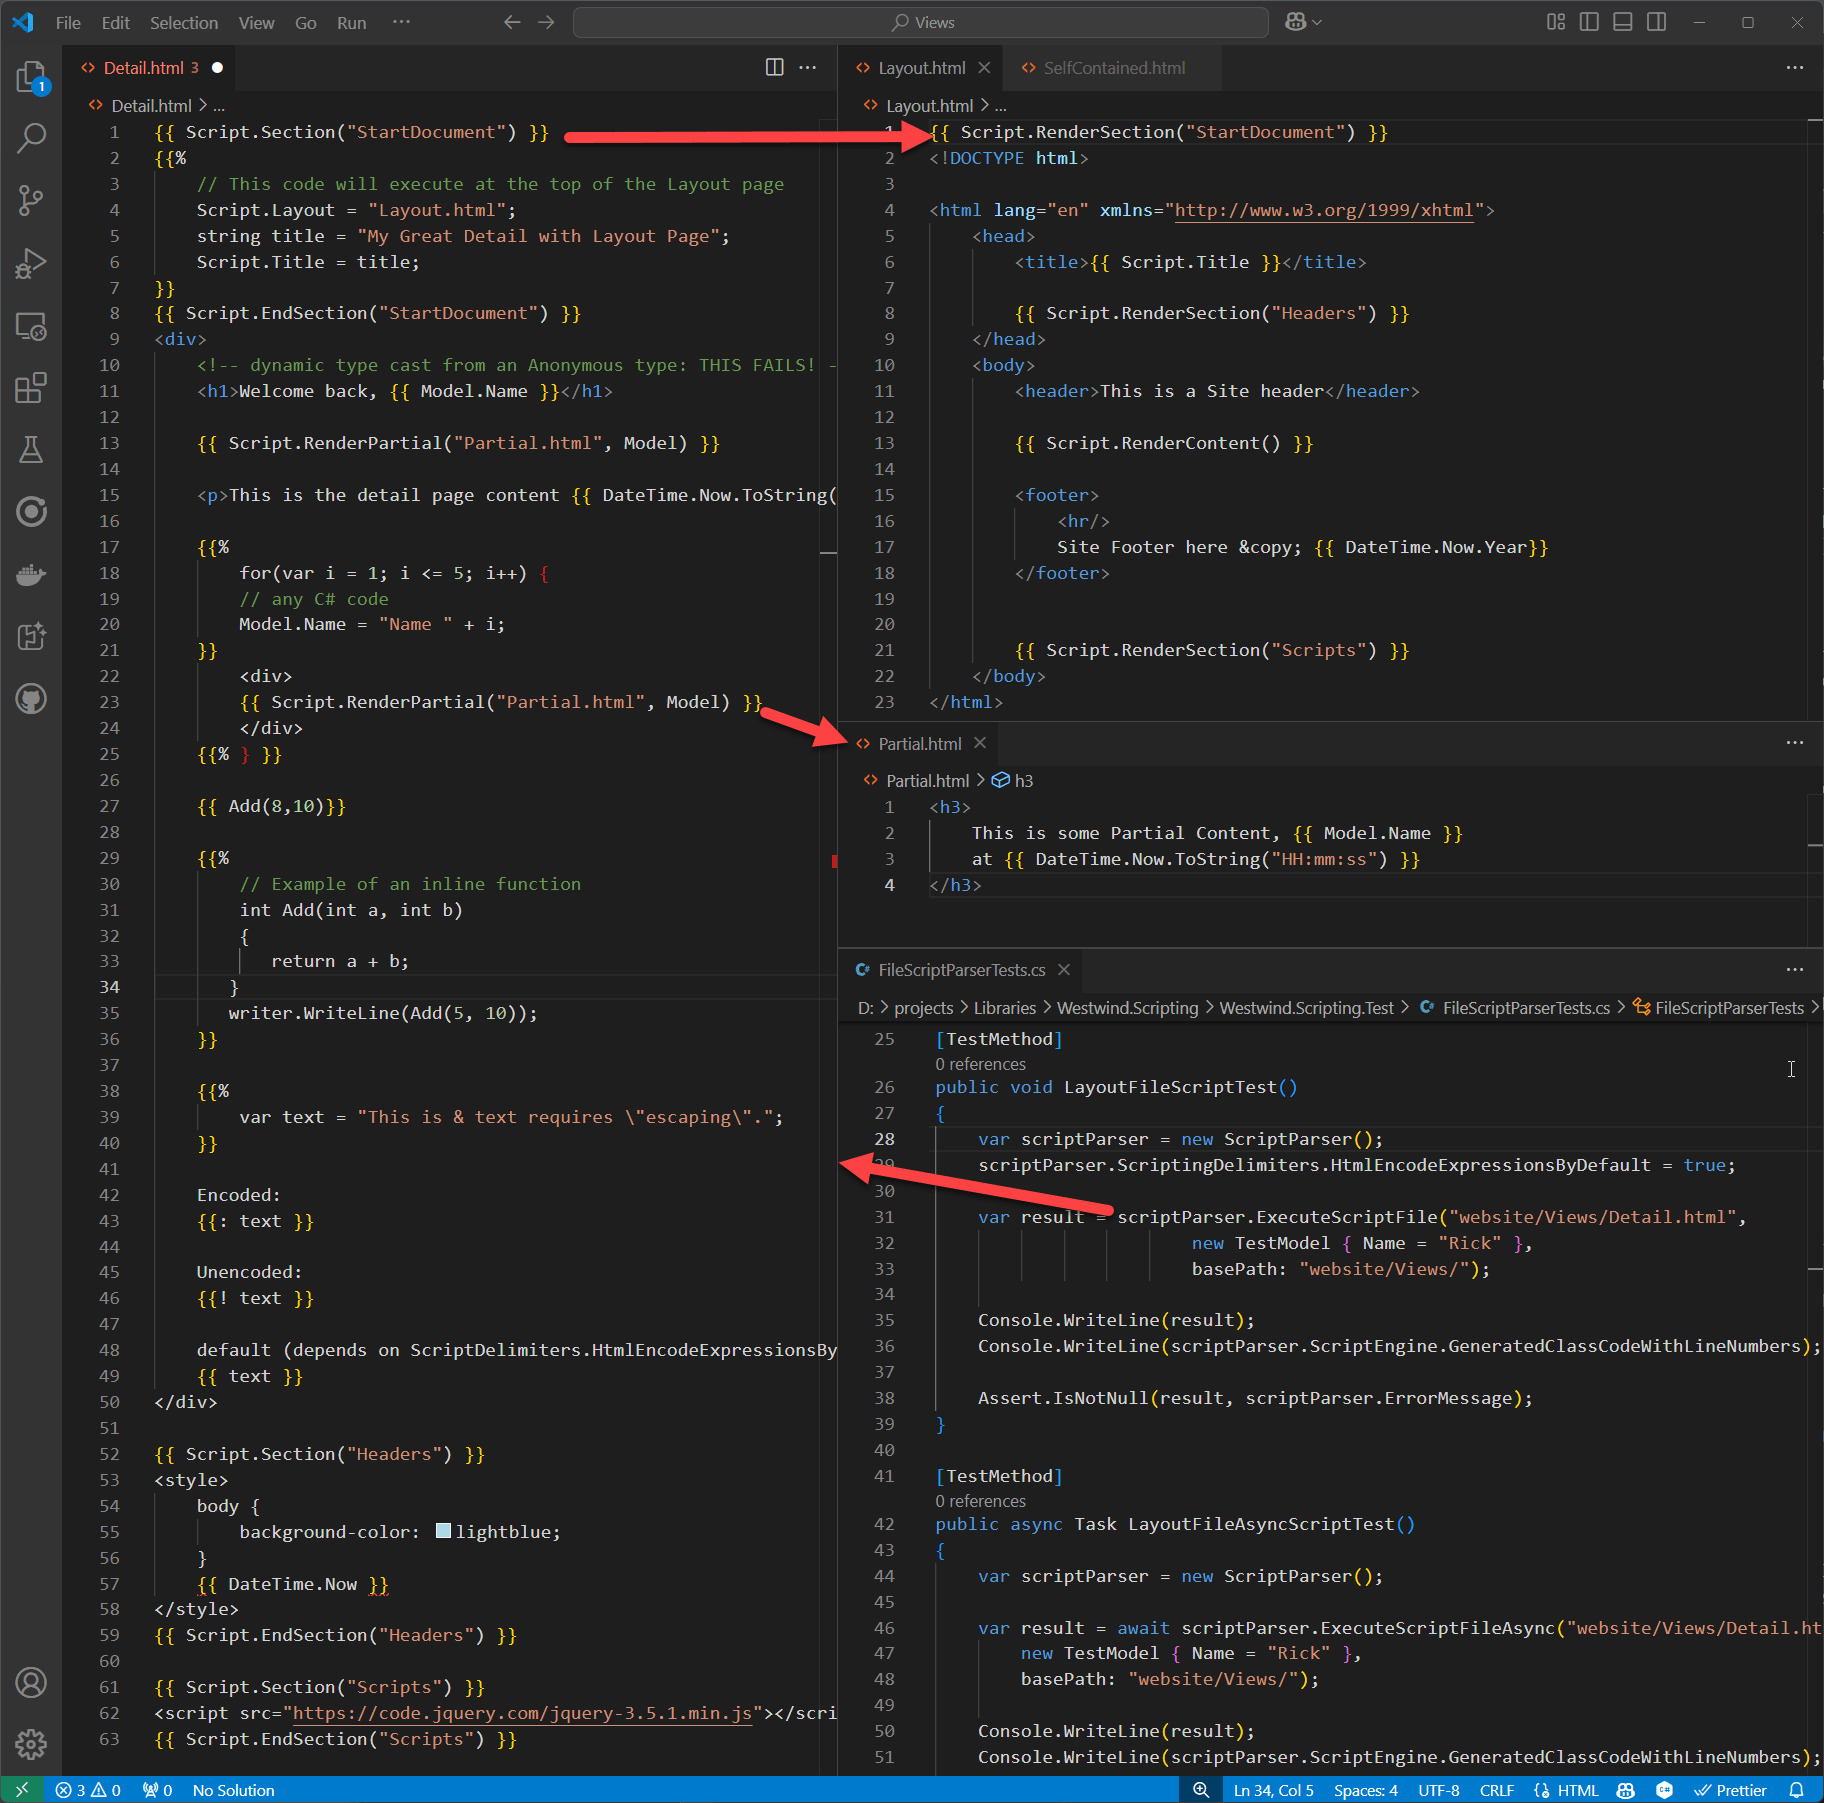 File Edit Selection View Go Run ··· Views
Detail.html 3
Detail.html > ...
1 {{ Script.Section("StartDocument") }}
2 {{%
3 // This code will execute at the top of the Layout page
4 Script.Layout = "Layout.html";
5 string title = "My Great Detail with Layout Page";
6 Script.Title = title;
7 }}
8 {{ Script.EndSection("StartDocument") }}
9 <div>
10 <!-- dynamic type cast from an Anonymous type: THIS FAILS! -
11 <h1>Welcome back, {{ Model.Name }}</h1>
12
13 {{ Script.RenderPartial("Partial.html", Model) }}
14
15 <p>This is the detail page content {{ DateTime.Now.ToString(
16
17 {{%
18 for(var i = 1; i <= 5; i++) {
19 // any C# code
20 Model.Name = "Name " + i;
21 }}
22 <div>
23 {{ Script.RenderPartial("Partial.html", Model) }}
24 </div>
25 {{% } }}
26
27 {{ Add(8,10)}}
28
29 {{%
30 // Example of an inline function
31 int Add(int a, int b)
32 {
33 return a + b;
34 }
35 writer.WriteLine(Add(5, 10));
36 }}
37
38 {{%
39 var text = "This is & text requires \"escaping\".";
40 }}
41
42 Encoded:
43 {{: text }}
44
45 Unencoded:
46 {{! text }}
47
48 default (depends on ScriptDelimiters.HtmlEncodeExpressionsBy
49 {{ text }}
50 </div>
51
52 {{ Script.Section("Headers") }}
53 <style>
54 body {
55 background-color: lightblue;
56 }
57 {{ DateTime.Now }}
58 </style>
59 {{ Script.EndSection("Headers") }}
60
61 {{ Script.Section("Scripts") }}
62 <script src="https://code.jquery.com/jquery-3.5.1.min.js"></scri
63 {{ Script.EndSection("Scripts") }}
Layout.html SelfContained.html
Layout.html > ...
1 {{ Script.RenderSection("StartDocument") }}
2 <!DOCTYPE html>
3
4 <html lang="en" xmlns="http://www.w3.org/1999/xhtml">
5 <head>
6 <title>{{ Script.Title }}</title>
7
8 {{ Script.RenderSection("Headers") }}
9 </head>
10 <body>
11 <header>This is a Site header</header>
12
13 {{ Script.RenderContent() }}
14
15 <footer>
16 <hr/>
17 Site Footer here &copy; {{ DateTime.Now.Year}}
18 </footer>
19
20
21 {{ Script.RenderSection("Scripts") }}
22 </body>
23 </html>
Partial.html
Partial.html > h3
1 <h3>
2 This is some Partial Content, {{ Model.Name }}
3 at {{ DateTime.Now.ToString("HH:mm:ss") }}
4 </h3>
FileScriptParserTests.cs
D: > projects > Libraries > Westwind.Scripting > Westwind.Scripting.Test > FileScriptParserTests.cs > FileScriptParserTests >
25 [TestMethod]
0 references
26 public void LayoutFileScriptTest()
27 {
28 var scriptParser = new ScriptParser();
29 scriptParser.ScriptingDelimiters.HtmlEncodeExpressionsByDefault = true;
30
31 var result = scriptParser.ExecuteScriptFile("website/Views/Detail.html",
32 new TestModel { Name = "Rick" },
33 basePath: "website/Views/");
34
35 Console.WriteLine(result);
36 Console.WriteLine(scriptParser.ScriptEngine.GeneratedClassCodeWithLineNumbers);
37
38 Assert.IsNotNull(result, scriptParser.ErrorMessage);
39 }
40
41 [TestMethod]
0 references
42 public async Task LayoutFileAsyncScriptTest()
43 {
44 var scriptParser = new ScriptParser();
45
46 var result = await scriptParser.ExecuteScriptFileAsync("website/Views/Detail.ht
47 new TestModel { Name = "Rick" },
48 basePath: "website/Views/");
49
50 Console.WriteLine(result);
51 Console.WriteLine(scriptParser.ScriptEngine.GeneratedClassCodeWithLineNumbers);
1
3 0 0 No Solution Ln 34, Col 5 Spaces: 4 UTF-8 CRLF {} HTML Prettier